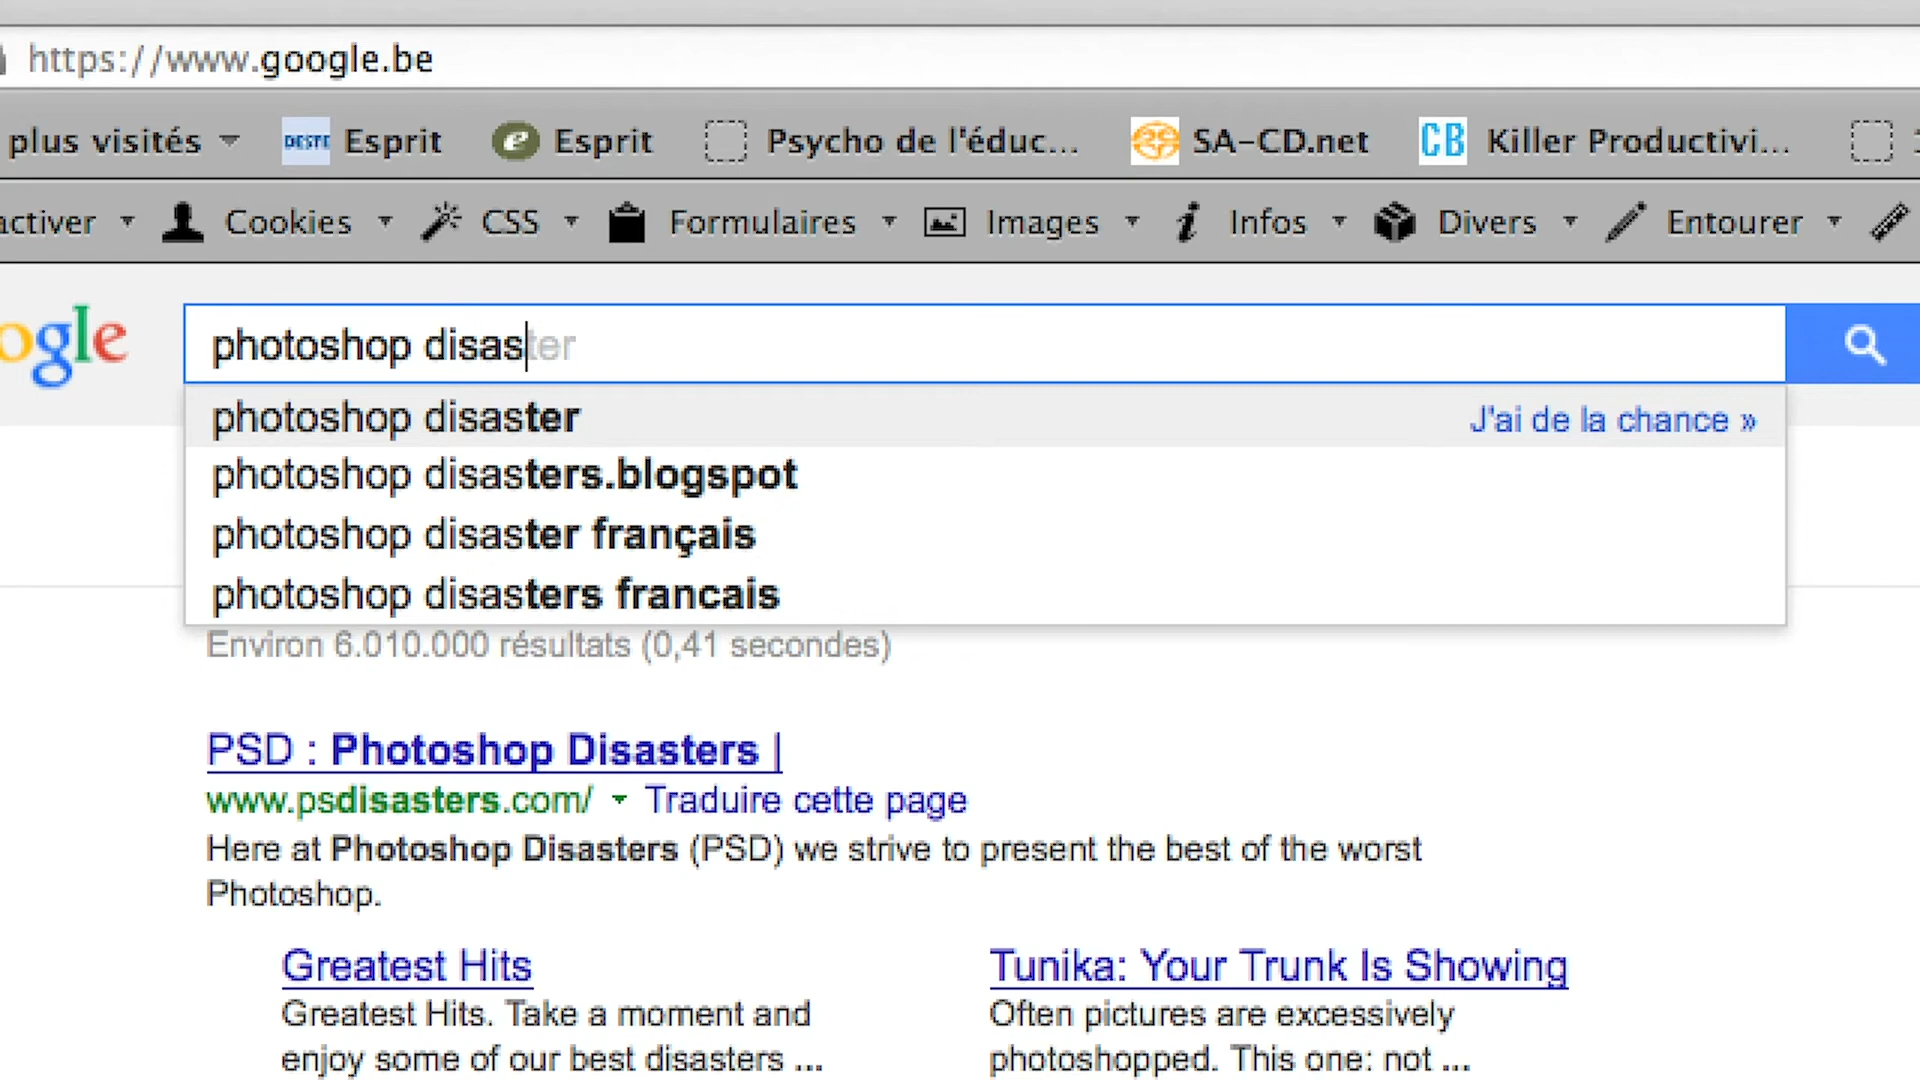 https://www.google.be
plus visités DESTE Esprit e Esprit Psycho de l'éduc... SA-CD.net CB Killer Productivi...
activer Cookies CSS Formulaires Images Infos Divers Entourer
ogle photoshop disaster
photoshop disaster J'ai de la chance »
photoshop disasters.blogspot
photoshop disaster français
photoshop disasters francais
Environ 6.010.000 résultats (0,41 secondes)
PSD : Photoshop Disasters |
www.psdisasters.com/ Traduire cette page
Here at Photoshop Disasters (PSD) we strive to present the best of the worst
Photoshop.
Greatest Hits Tunika: Your Trunk Is Showing
Greatest Hits. Take a moment and Often pictures are excessively
enjoy some of our best disasters ... photoshopped. This one: not ...